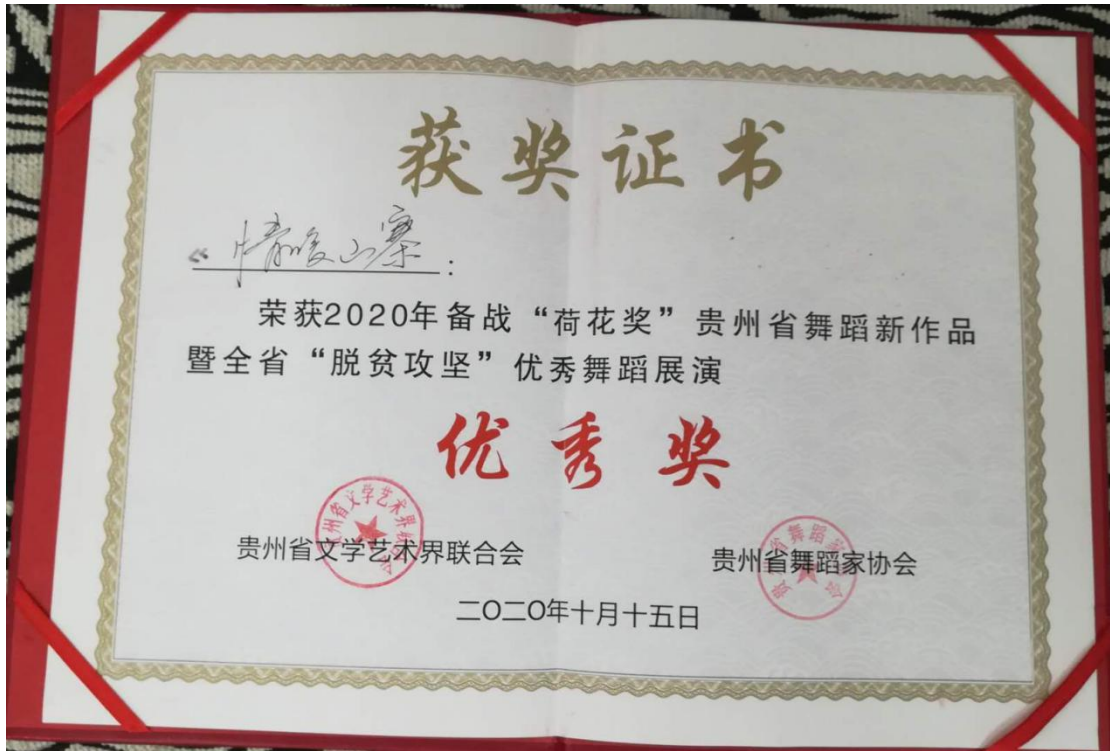 获奖证书
《情暖山寨:
荣获2020年备战“荷花奖”贵州省舞蹈新作品
暨全省“脱贫攻坚”优秀舞蹈展演
优秀奖
贵州省文学艺术界联合会
贵州省舞蹈家协会
二〇二〇年十月十五日